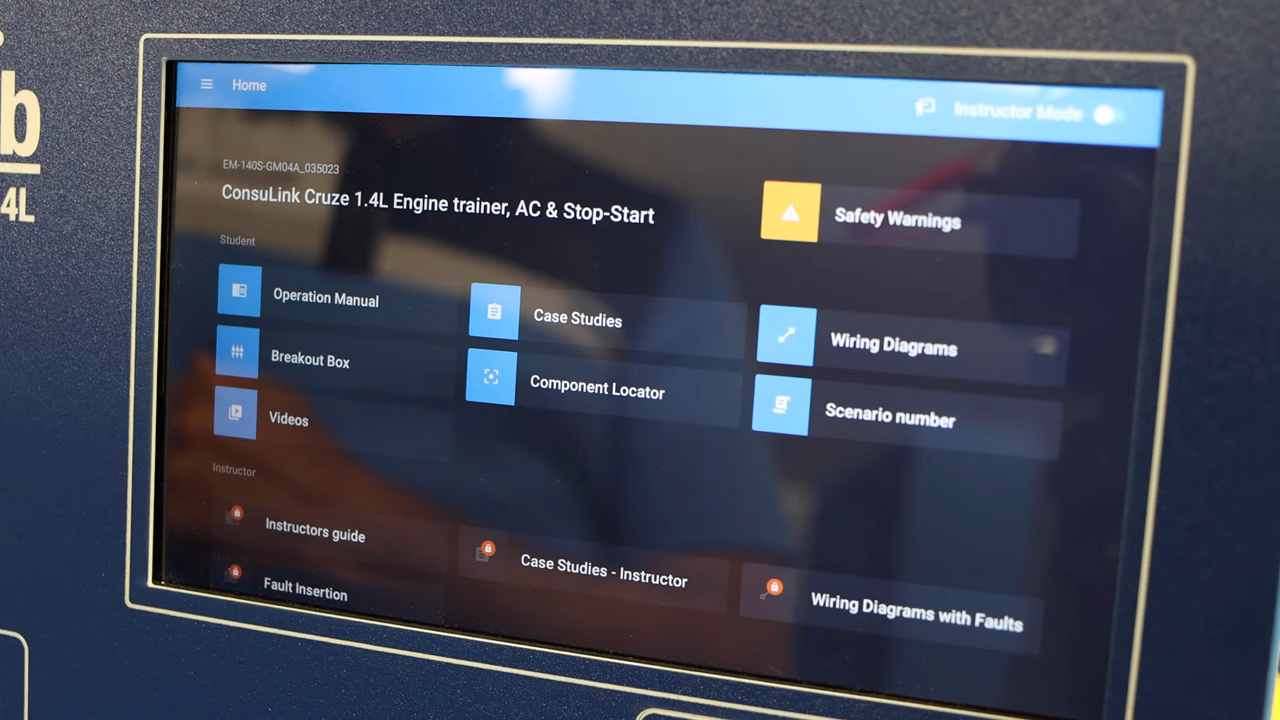 b
4L
Home
Instructor Mode
EM-140S-GM04A_035023
ConsuLink Cruze 1.4L Engine trainer, AC & Stop-Start
Safety Warnings
Student
Operation Manual
Case Studies
Wiring Diagrams
Breakout Box
Component Locator
Scenario number
Videos
Instructor
Instructors guide
Case Studies - Instructor
Wiring Diagrams with Faults
Fault Insertion